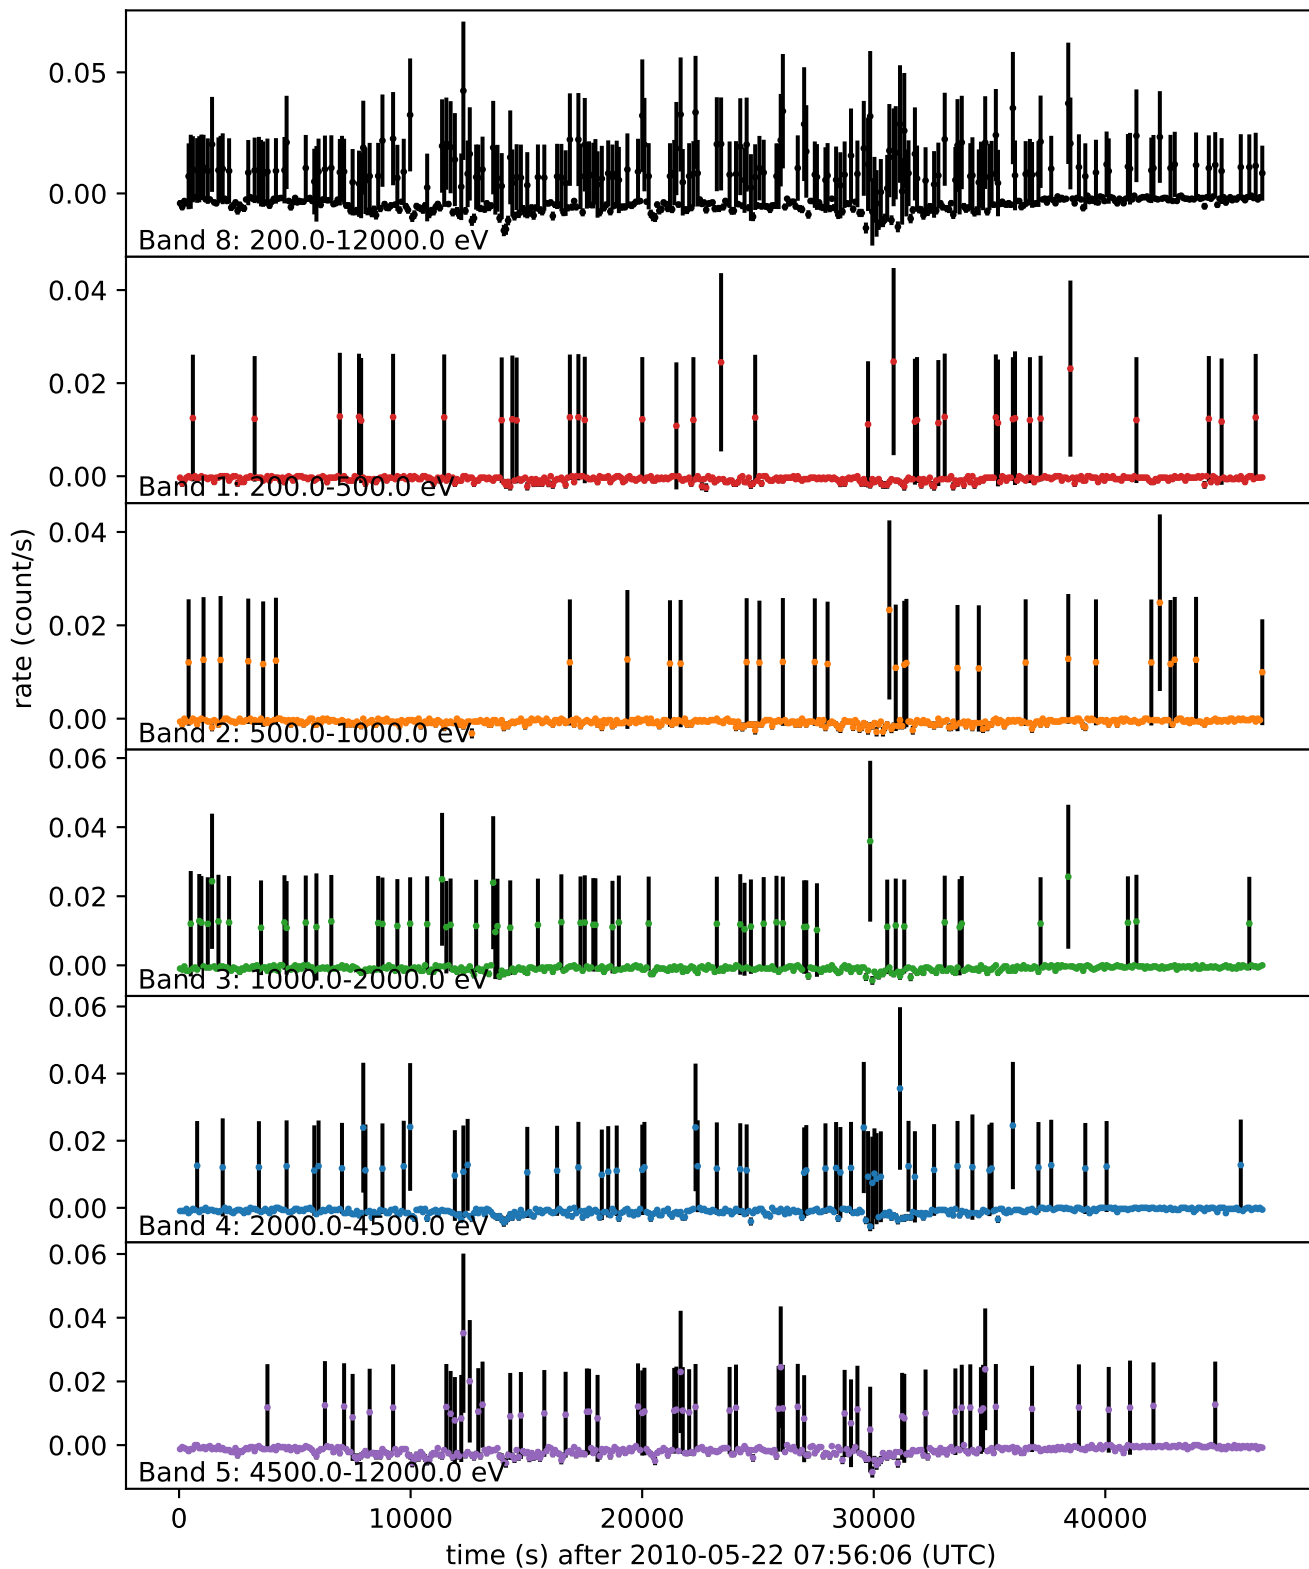 0.05
0.00
Band 8: 200.0-12000.0 eV
0.04
0.02
0.00
Band 1: 200.0-500.0 eV
rate (count/s)
0.04
0.02
0.00
Band 2: 500.0-1000.0 eV
0.06
0.04
0.02
0.00
Band 3: 1000.0-2000.0 eV
0.06
0.04
0.02
0.00
Band 4: 2000.0-4500.0 eV
0.06
0.04
0.02
0.00
Band 5: 4500.0-12000.0 eV
0 10000 20000 30000 40000
time (s) after 2010-05-22 07:56:06 (UTC)